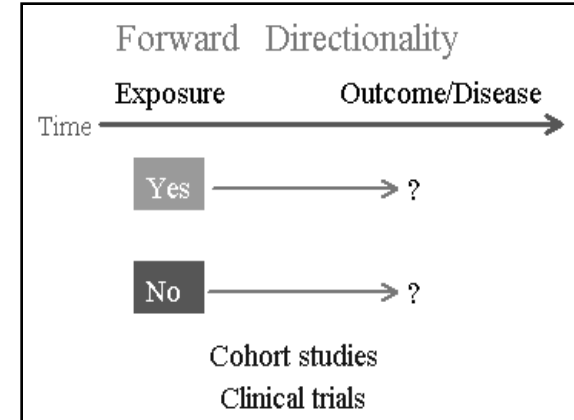 Forward Directionality
Exposure Outcome/Disease
Time
Yes ?
No ?
Cohort studies
Clinical trials